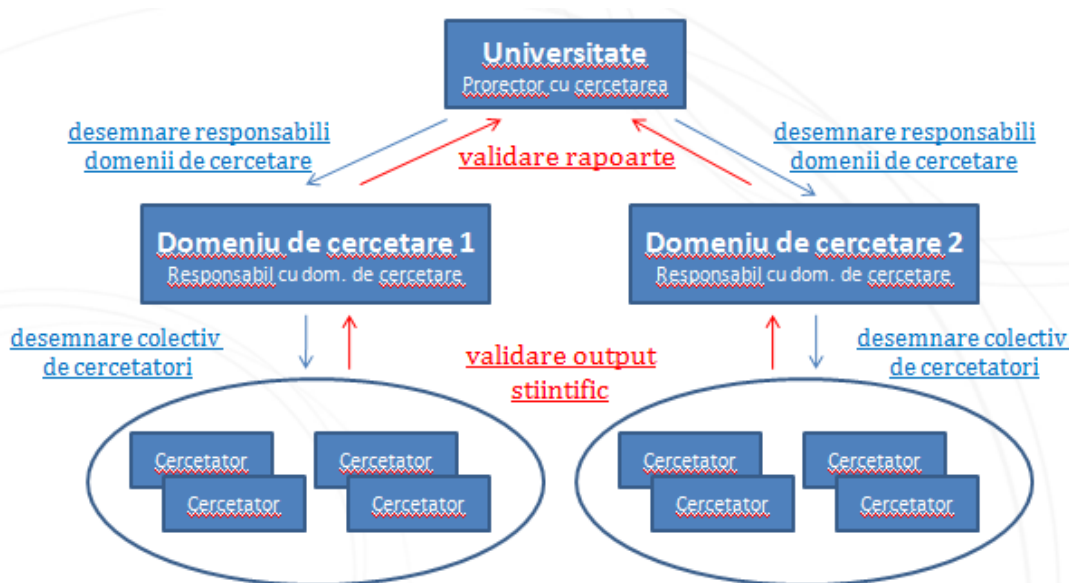 Universitate
Prorector cu cercetarea
desemnare responsabili
domenii de cercetare
validare rapoarte
desemnare responsabili
domenii de cercetare
Domeniu de cercetare 1
Responsabil cu dom. de cercetare
Domeniu de cercetare 2
Responsabil cu dom. de cercetare
desemnare colectiv
de cercetatori
validare output
stiintific
desemnare colectiv
de cercetatori
Cercetator
Cercetator
Cercetator
Cercetator
Cercetator
Cercetator
Cercetator
Cercetator